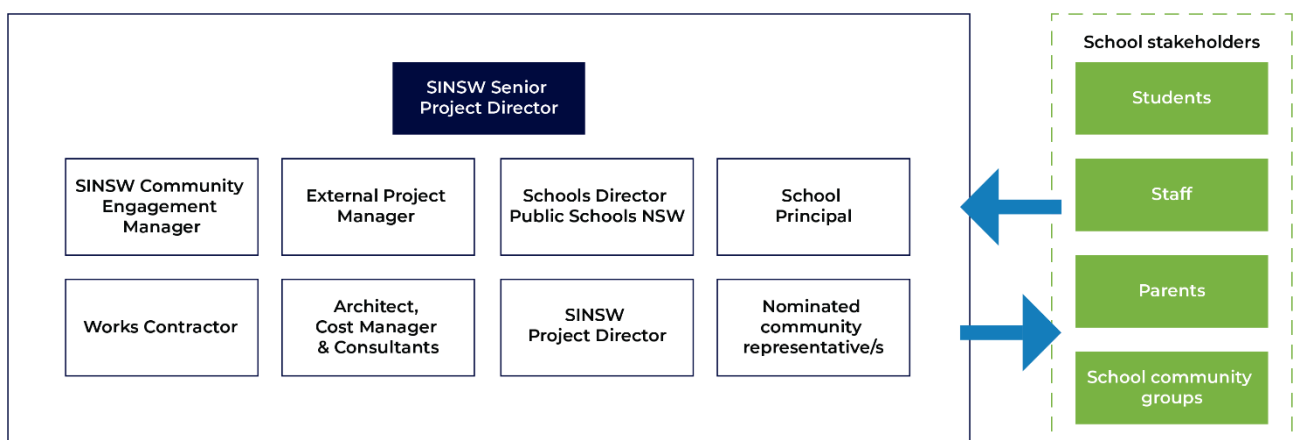 SINSW Senior
Project Director
SINSW Community
Engagement
Manager
External Project
Manager
Schools Director
Public Schools NSW
School
Principal
Works Contractor
Architect,
Cost Manager
& Consultants
SINSW
Project Director
Nominated
community
representative/s
School stakeholders
Students
Staff
Parents
School community
groups